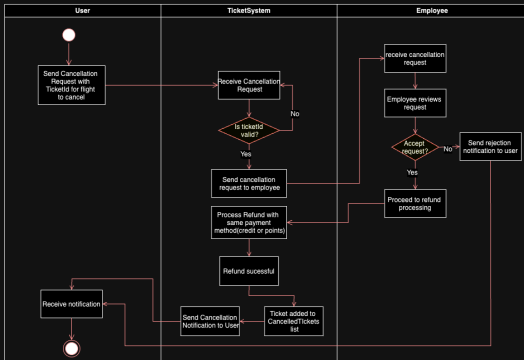 User
TicketSystem
Employee
Send Cancellation
Request with
TicketId for flight
to cancel
Receive Cancellation
Request
No
Is ticketId
valid?
Yes
Send cancellation
request to employee
receive cancellation
request
Employee reviews
request
Accept
request?
No
Send rejection
notification to user
Yes
Proceed to refund
processing
Process Refund with
same payment
method(credit or points)
Refund sucessful
Ticket added to
CancelledTickets
list
Send Cancellation
Notification to User
Receive notification